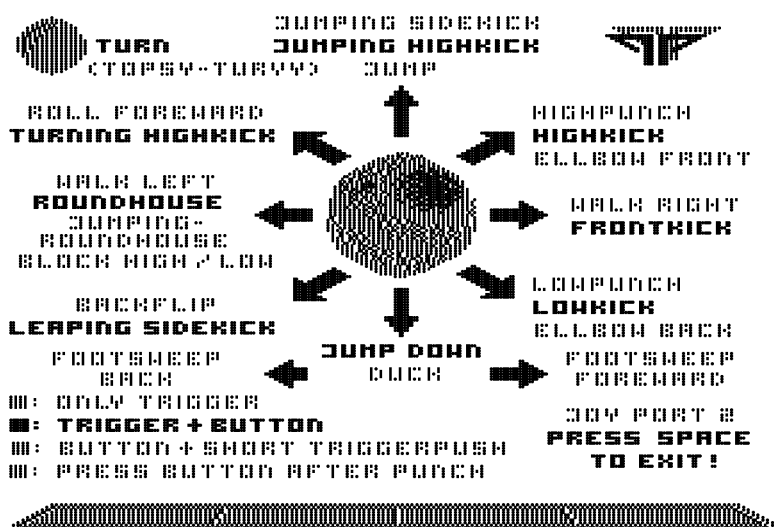 JUMPING SIDEKICK
TURN JUMPING HIGHKICK
(TOPSY-TURVY) JUMP
ROLL FOREWARD
TURNING HIGHKICK
HIGHPUNCH
HIGHKICK
ELLBOW FRONT
WALK LEFT
ROUNDHOUSE
JUMPING-
ROUNDHOUSE
BLOCK HIGH/LOW
WALK RIGHT
FRONTKICK
BACKFLIP
LEAPING SIDEKICK
LOWPUNCH
LOWKICK
ELLBOW BACK
FOOTSWEEP
BACK
JUMP DOWN
DUCK
FOOTSWEEP
FOREWARD
: ONLY TRIGGER
: TRIGGER+BUTTON
: BUTTON+SHORT TRIGGERPUSH
: PRESS BUTTON AFTER PUNCH
JOY PORT 2
PRESS SPACE
TO EXIT!